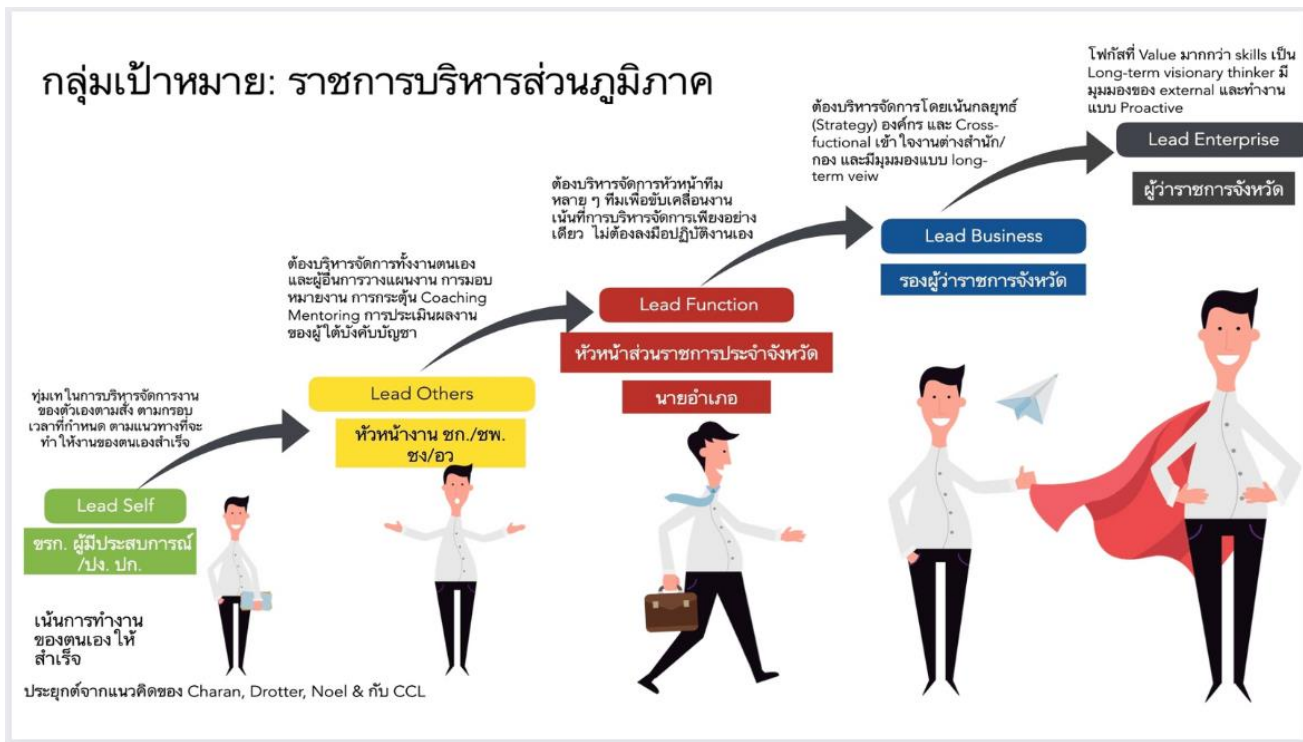 กลุ่มเป้าหมาย: ราชการบริหารส่วนภูมิภาค
โฟกัสที่ Value มากกว่า skills เป็น
Long-term visionary thinker มี
มุมมองของ external และทำงาน
แบบ Proactive
Lead Enterprise
ผู้ว่าราชการจังหวัด
ต้องบริหารจัดการโดยเน้นกลยุทธ์
(Strategy) องค์กร และ Cross-
fuctional เข้าใจงานต่างสำนัก/
กอง และมีมุมมองแบบ long-
term veiw
Lead Business
รองผู้ว่าราชการจังหวัด
ต้องบริหารจัดการหัวหน้าทีม
หลาย ๆ ทีมเพื่อขับเคลื่อนงาน
เน้นที่การบริหารจัดการเพียงอย่าง
เดียว ไม่ต้องลงมือปฏิบัติงานเอง
Lead Function
หัวหน้าส่วนราชการประจำจังหวัด
นายอำเภอ
ต้องบริหารจัดการทั้งงานตนเอง
และผู้อื่นการวางแผนงาน การมอบ
หมายงาน การกระตุ้น Coaching
Mentoring การประเมินผลงาน
ของผู้ใต้บังคับบัญชา
Lead Others
หัวหน้างาน ชก./ชพ.
ชง/อว
ทุ่มเทในการบริหารจัดการงาน
ของตัวเองตามสั่ง ตามกรอบ
เวลาที่กำหนด ตามแนวทางที่จะ
ทำให้งานของตนเองสำเร็จ
Lead Self
ขรก. ผู้มีประสบการณ์
/ปง. ปก.
เน้นการทำงาน
ของตนเองให้
สำเร็จ
ประยุกต์จากแนวคิดของ Charan, Drotter, Noel & กับ CCL